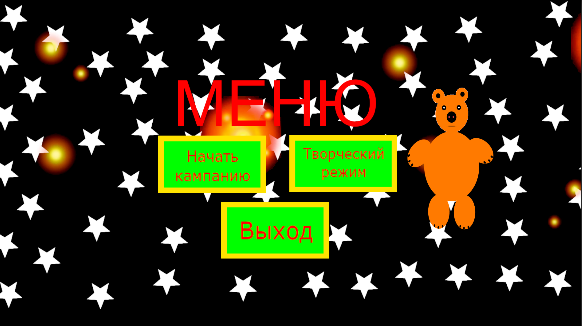 МЕНЮ
Начать
кампанию
Творческий
режим
Выход